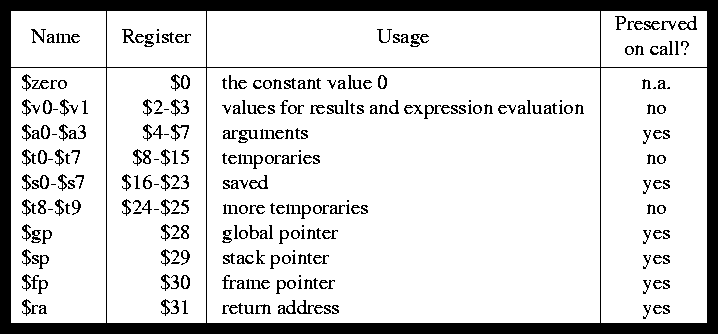 Name Register Usage Preserved on call?
$zero $0 the constant value 0 n.a.
$v0-$v1 $2-$3 values for results and expression evaluation no
$a0-$a3 $4-$7 arguments yes
$t0-$t7 $8-$15 temporaries no
$s0-$s7 $16-$23 saved yes
$t8-$t9 $24-$25 more temporaries no
$gp $28 global pointer yes
$sp $29 stack pointer yes
$fp $30 frame pointer yes
$ra $31 return address yes